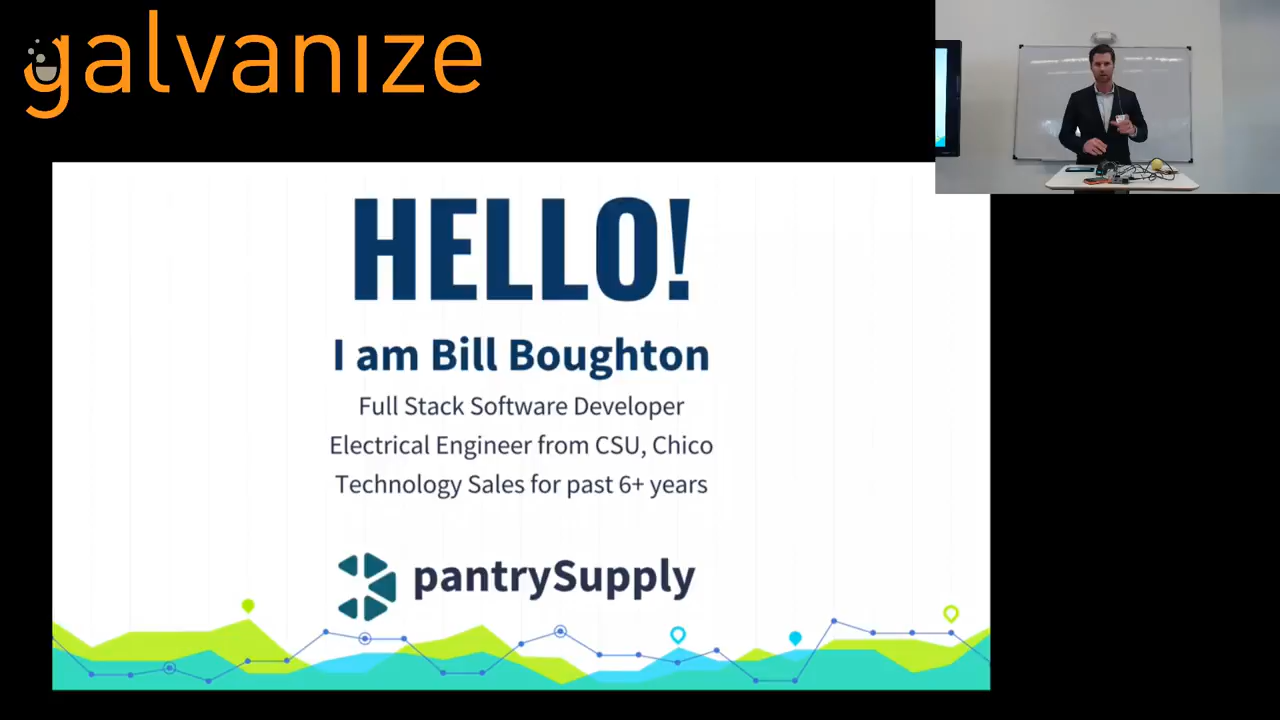 galvanize
HELLO!
I am Bill Boughton
Full Stack Software Developer
Electrical Engineer from CSU, Chico
Technology Sales for past 6+ years
pantrySupply